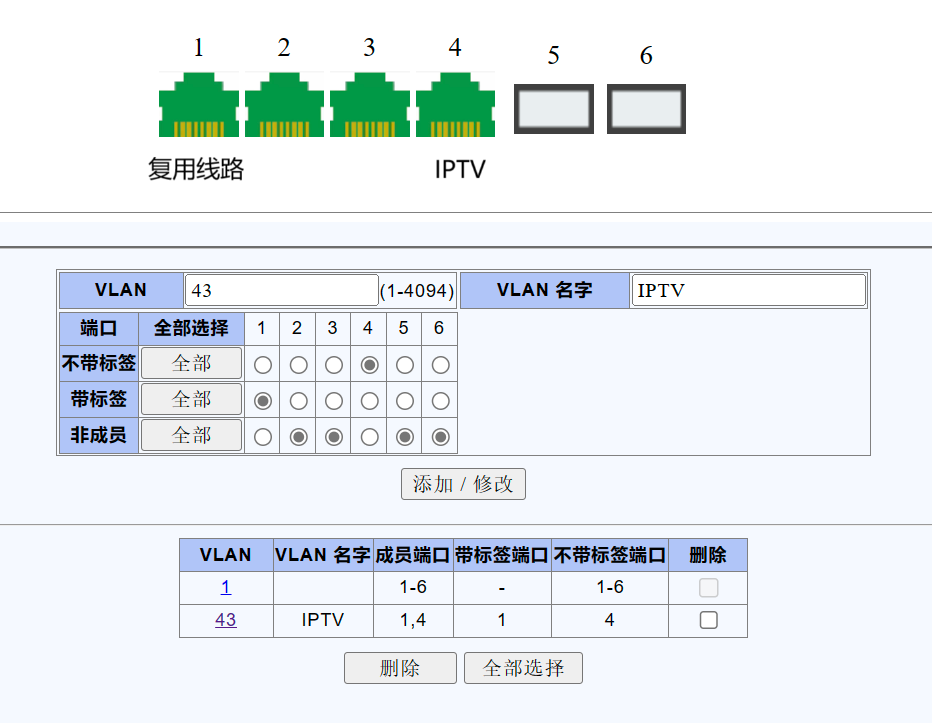 1 2 3 4 5 6
复用线路 IPTV
VLAN 43 (1-4094) VLAN 名字 IPTV
端口 全部选择 1 2 3 4 5 6
不带标签 全部
带标签 全部
非成员 全部
添加 / 修改
VLAN VLAN 名字 成员端口 带标签端口 不带标签端口 删除
1 1-6 - 1-6
43 IPTV 1,4 1 4
删除 全部选择